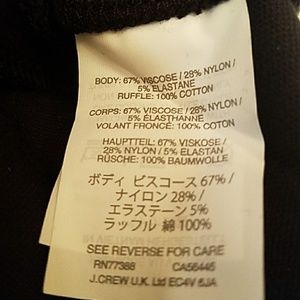 BODY: 67% VISCOSE / 28% NYLON /
5% ELASTANE
RUFFLE: 100% COTTON
CORPS: 67% VISCOSE / 28% NYLON /
5% ÉLASTHANNE
VOLANT FRONCÉ: 100% COTON
HAUPTTEIL: 67% VISKOSE /
28% NYLON / 5% ELASTAN
RÜSCHE: 100% BAUMWOLLE
ボディ ビスコース 67% /
ナイロン 28% /
エラステーン 5%
ラッフル 綿 100%
SEE REVERSE FOR CARE
RN77388 CA56445
J.CREW U.K. Ltd EC4V 6JA